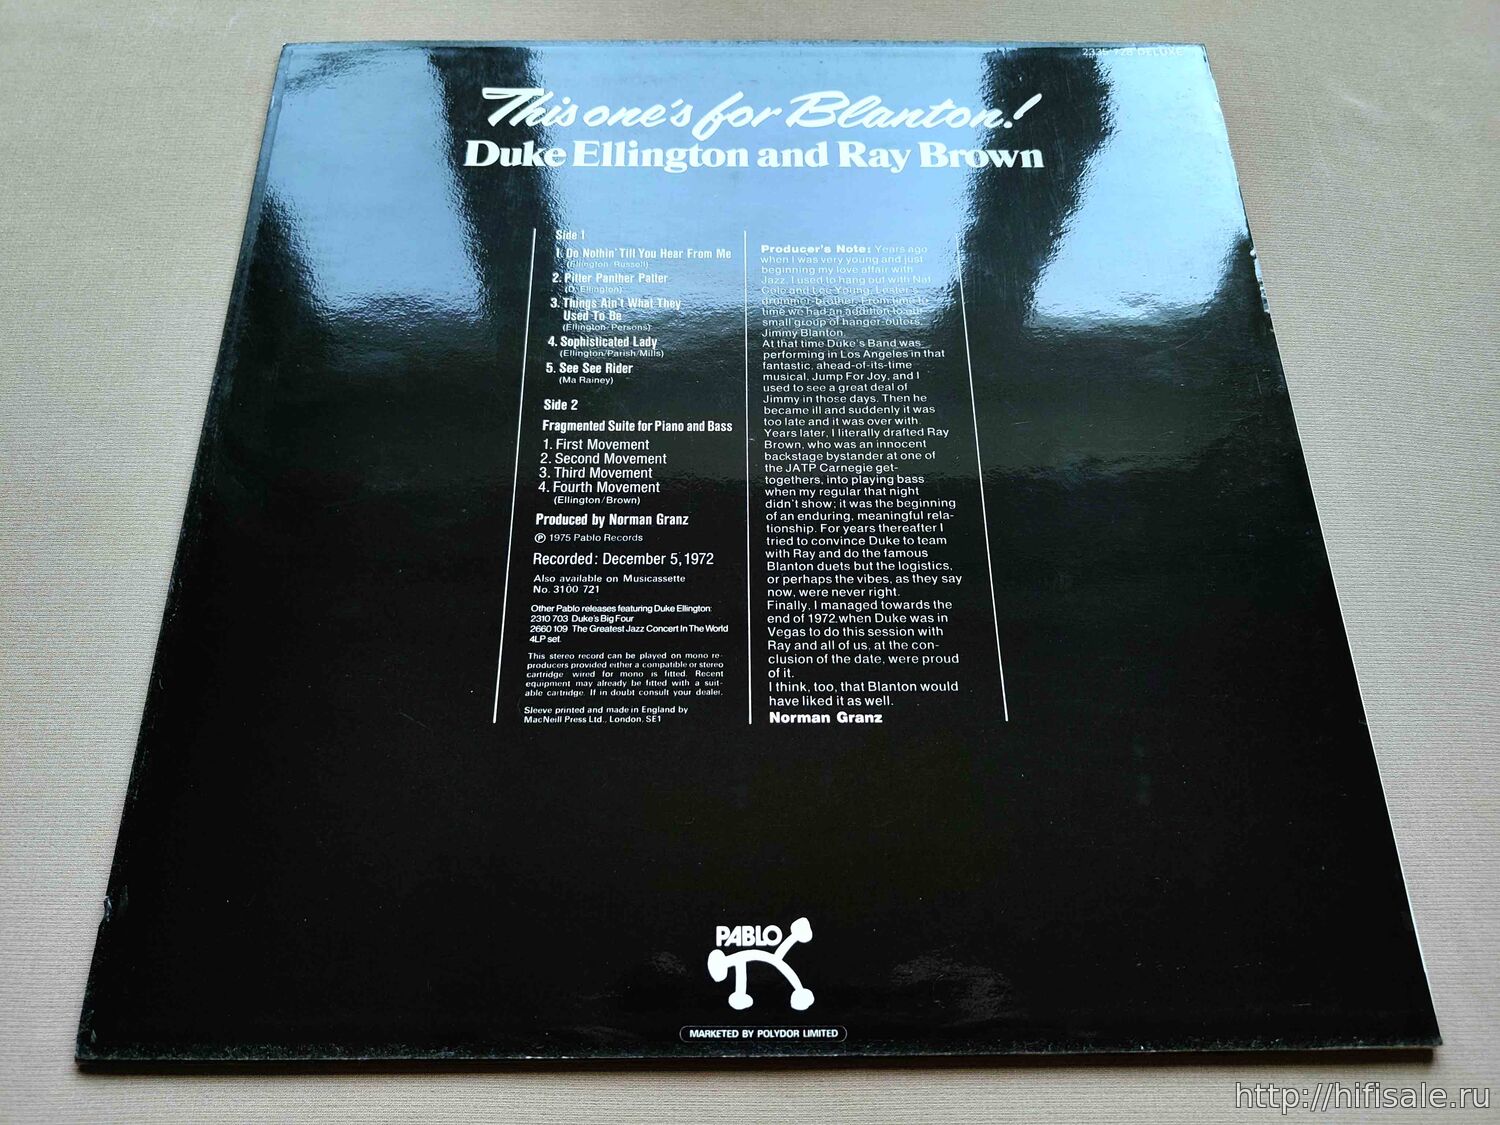 2335 728 DELUXE
This one's for Blanton!
Duke Ellington and Ray Brown
Side 1
1. Do Nothin' Till You Hear From Me
(Ellington-Russell)
2. Pitter Panther Patter
(D. Ellington)
3. Things Ain't What They
Used To Be
(Ellington-Persons)
4. Sophisticated Lady
(Ellington/Parish/Mills)
5. See See Rider
(Ma Rainey)
Side 2
Fragmented Suite for Piano and Bass
1. First Movement
2. Second Movement
3. Third Movement
4. Fourth Movement
(Ellington/Brown)
Produced by Norman Granz
℗ 1975 Pablo Records
Recorded: December 5, 1972
Also available on Musicassette
No. 3100 721
Other Pablo releases featuring Duke Ellington:
2310 703 Duke's Big Four
2660 109 The Greatest Jazz Concert In The World
4LP set.
This stereo record can be played on mono re-
producers provided either a compatible or stereo
cartridge wired for mono is fitted. Recent
equipment may already be fitted with a suit-
able cartridge. If in doubt consult your dealer.
Sleeve printed and made in England by
MacNeill Press Ltd., London, SE1
Producer's Note: Years ago
when I was very young and just
beginning my love affair with
Jazz, I used to hang out with Nat
Cole and Lee Young, Lester's
drummer-brother. From time to
time we had an addition to our
small group of hanger-outers,
Jimmy Blanton.
At that time Duke's Band was
performing in Los Angeles in that
fantastic, ahead-of-its-time
musical, Jump For Joy, and I
used to see a great deal of
Jimmy in those days. Then he
became ill and suddenly it was
too late and it was over with.
Years later, I literally drafted Ray
Brown, who was an innocent
backstage bystander at one of
the JATP Carnegie get-
togethers, into playing bass
when my regular that night
didn't show; it was the beginning
of an enduring, meaningful rela-
tionship. For years thereafter I
tried to convince Duke to team
with Ray and do the famous
Blanton duets but the logistics,
or perhaps the vibes, as they say
now, were never right.
Finally, I managed towards the
end of 1972 when Duke was in
Vegas to do this session with
Ray and all of us, at the con-
clusion of the date, were proud
of it.
I think, too, that Blanton would
have liked it as well.
Norman Granz
PABLO
MARKETED BY POLYDOR LIMITED
http://hifisale.ru